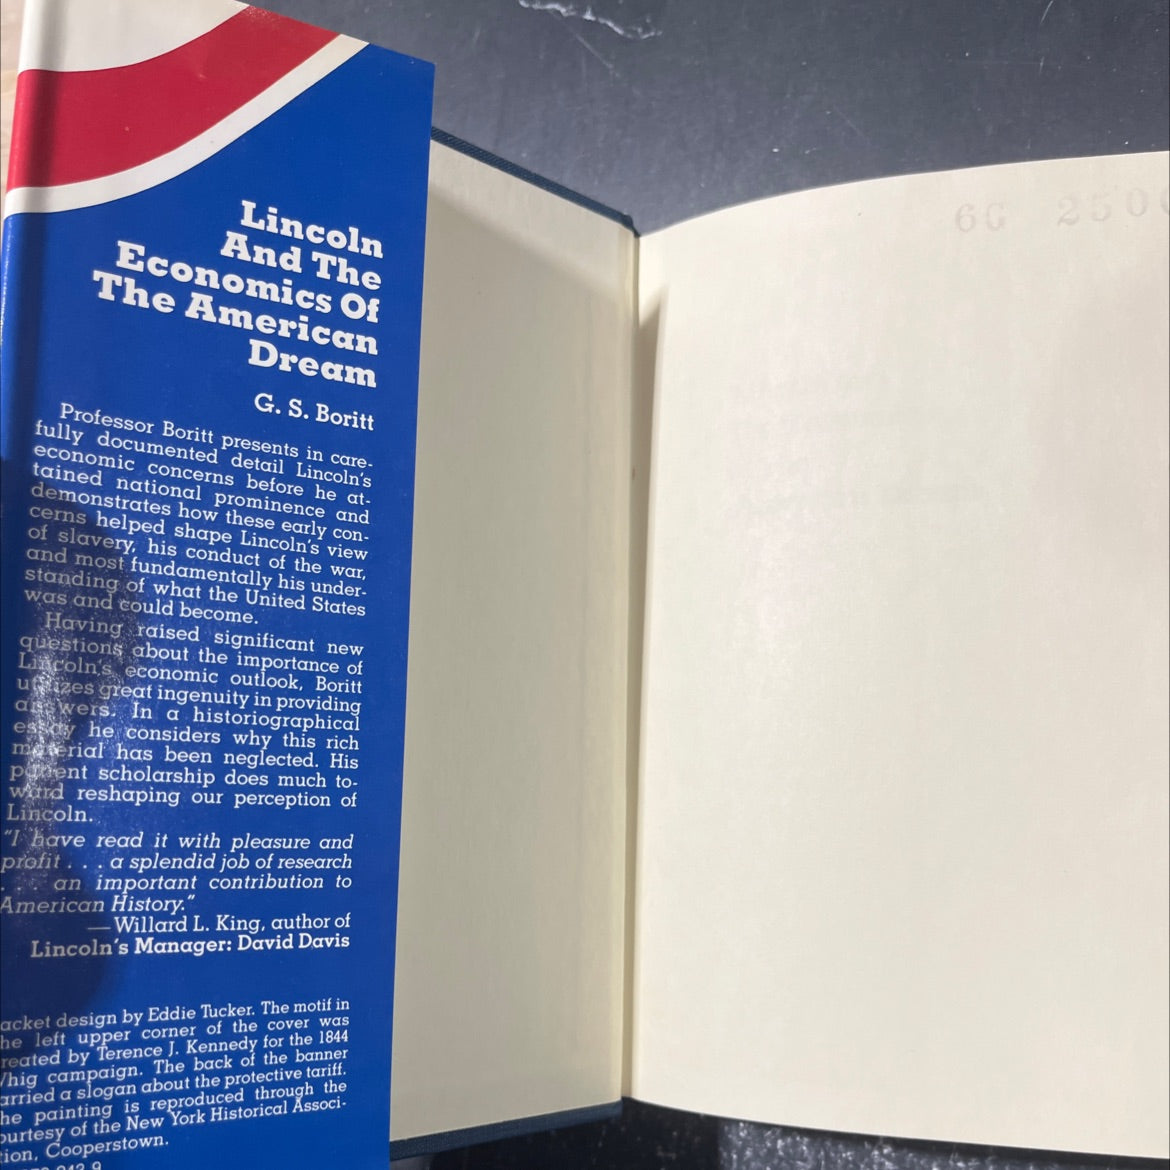 Lincoln
And The
Economics Of
The American
Dream
G. S. Boritt
Professor Boritt presents in care-
fully documented detail Lincoln's
economic concerns before he at-
tained national prominence and
demonstrates how these early con-
cerns helped shape Lincoln's view
of slavery, his conduct of the war,
and most fundamentally his under-
standing of what the United States
was and could become.
Having raised significant new
questions about the importance of
Lincoln's economic outlook, Boritt
utilizes great ingenuity in providing
answers. In a historiographical
essay he considers why this rich
material has been neglected. His
patient scholarship does much to-
ward reshaping our perception of
Lincoln.
"I have read it with pleasure and
profit . . . a splendid job of research
. . . an important contribution to
American History."
— Willard L. King, author of
Lincoln's Manager: David Davis
acket design by Eddie Tucker. The motif in
he left upper corner of the cover was
reated by Terence J. Kennedy for the 1844
Whig campaign. The back of the banner
arried a slogan about the protective tariff.
he painting is reproduced through the
ourtesy of the New York Historical Associ-
tion, Cooperstown.
6G 250